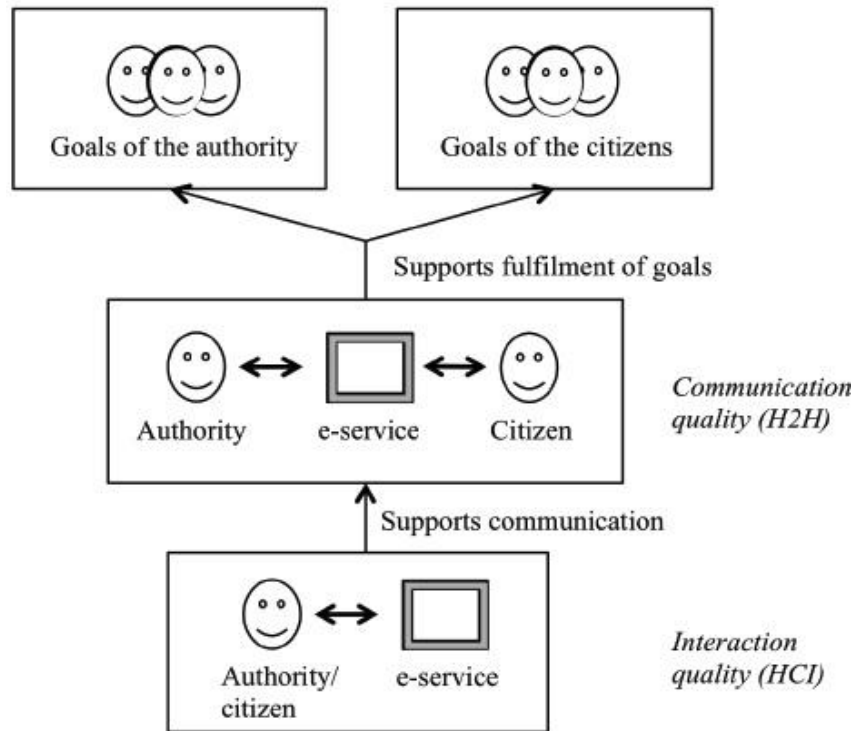 Goals of the authority
Goals of the citizens
Supports fulfilment of goals
Authority
e-service
Citizen
Communication
quality (H2H)
Supports communication
Authority/
citizen
e-service
Interaction
quality (HCI)